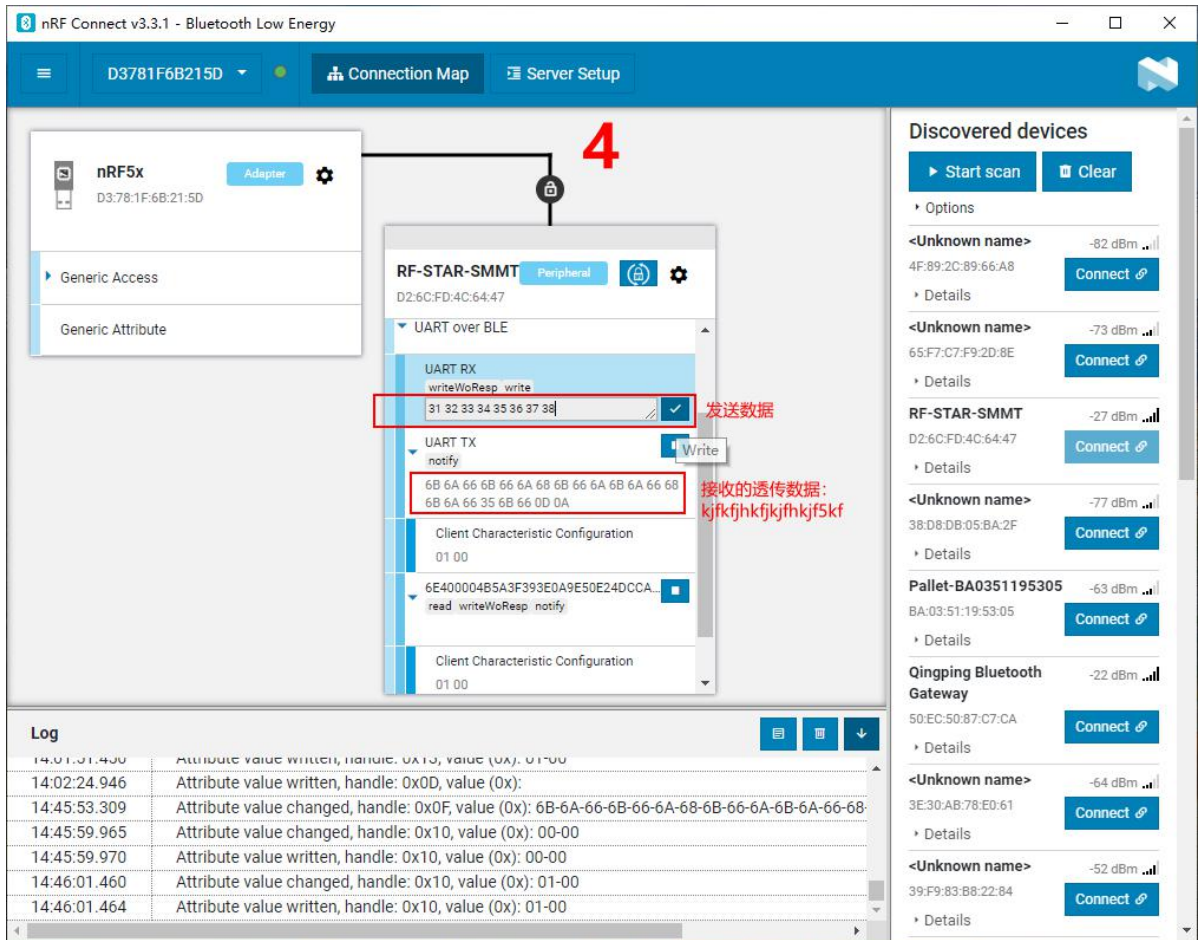 nRF Connect v3.3.1 - Bluetooth Low Energy
D3781F6B215D
Connection Map
Server Setup
4
nRF5x
Adapter
D3:78:1F:6B:21:5D
Generic Access
Generic Attribute
RF-STAR-SMMT
Peripheral
D2:6C:FD:4C:64:47
UART over BLE
UART RX
writeWoResp write
31 32 33 34 35 36 37 38
发送数据
UART TX
notify
Write
6B 6A 66 6B 66 6A 68 6B 66 6A 6B 6A 66 68
6B 6A 66 35 6B 66 0D 0A
接收的透传数据：
kjfkfjhkfjkjfhkjf5kf
Client Characteristic Configuration
01 00
6E400004B5A3F393E0A9E50E24DCCA...
read writeWoResp notify
Client Characteristic Configuration
01 00
Discovered devices
Start scan
Clear
Options
<Unknown name>
-82 dBm
4F:89:2C:89:66:A8
Connect
Details
<Unknown name>
-73 dBm
65:F7:C7:F9:2D:8E
Connect
Details
RF-STAR-SMMT
-27 dBm
D2:6C:FD:4C:64:47
Connect
Details
<Unknown name>
-77 dBm
38:D8:DB:05:BA:2F
Connect
Details
Pallet-BA0351195305
-63 dBm
BA:03:51:19:53:05
Connect
Details
Qingping Bluetooth
Gateway
-22 dBm
50:EC:50:87:C7:CA
Connect
Details
<Unknown name>
-64 dBm
3E:30:AB:78:E0:61
Connect
Details
<Unknown name>
-52 dBm
39:F9:83:B8:22:84
Connect
Details
Log
Attribute value written, handle: 0x13, value (0x): 01-00
14:02:24.946 Attribute value written, handle: 0x0D, value (0x):
14:45:53.309 Attribute value changed, handle: 0x0F, value (0x): 6B-6A-66-6B-66-6A-68-6B-66-6A-6B-6A-66-68-
14:45:59.965 Attribute value changed, handle: 0x10, value (0x): 00-00
14:45:59.970 Attribute value written, handle: 0x10, value (0x): 00-00
14:46:01.460 Attribute value changed, handle: 0x10, value (0x): 01-00
14:46:01.464 Attribute value written, handle: 0x10, value (0x): 01-00